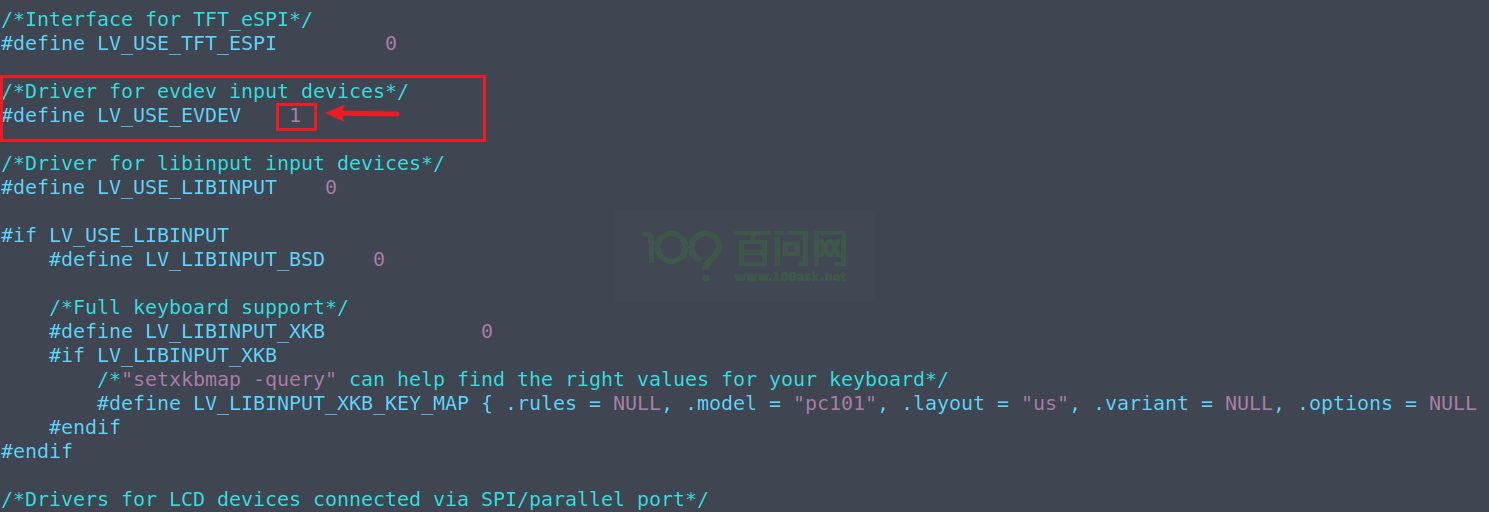 /*Interface for TFT_eSPI*/
#define LV_USE_TFT_ESPI         0
/*Driver for evdev input devices*/
#define LV_USE_EVDEV    1
/*Driver for libinput input devices*/
#define LV_USE_LIBINPUT    0
#if LV_USE_LIBINPUT
    #define LV_LIBINPUT_BSD    0
    /*Full keyboard support*/
    #define LV_LIBINPUT_XKB             0
    #if LV_LIBINPUT_XKB
        /*"setxkbmap -query" can help find the right values for your keyboard*/
        #define LV_LIBINPUT_XKB_KEY_MAP { .rules = NULL, .model = "pc101", .layout = "us", .variant = NULL, .options = NULL
    #endif
#endif
/*Drivers for LCD devices connected via SPI/parallel port*/
100? 百问网
www.100ask.net